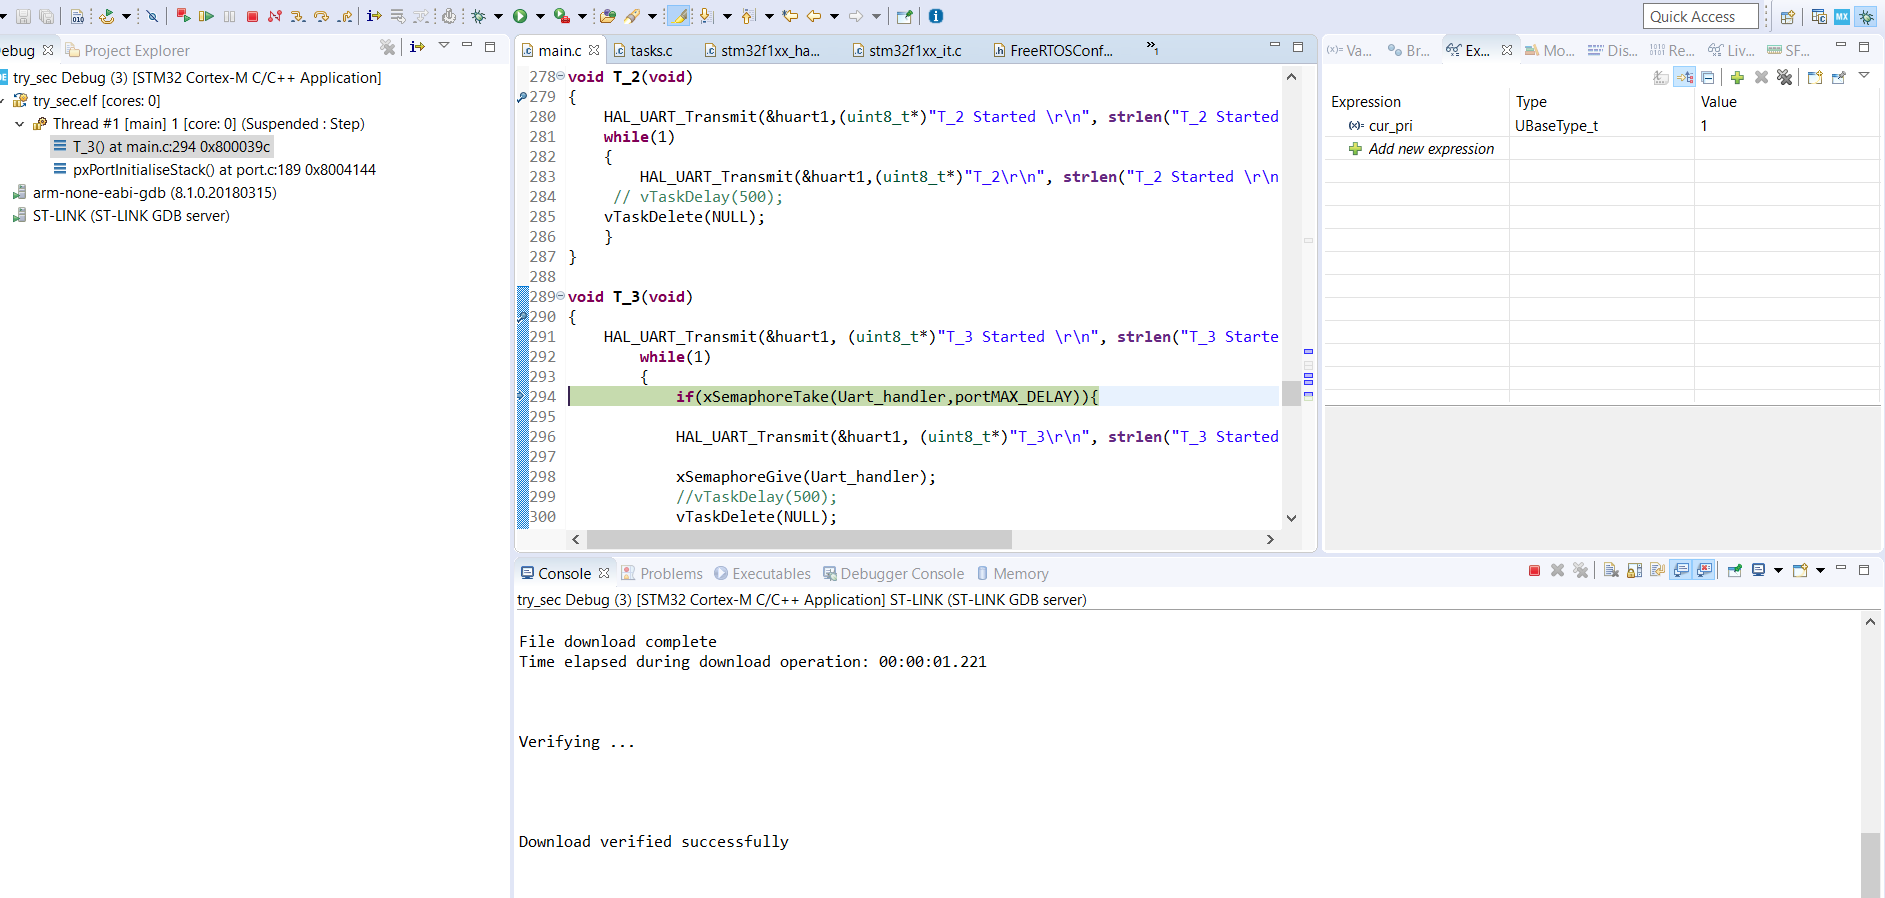 Quick Access
MX
ebug
Project Explorer
DE
try_sec Debug (3) [STM32 Cortex-M C/C++ Application]
try_sec.elf [cores: 0]
Thread #1 [main] 1 [core: 0] (Suspended : Step)
T_3() at main.c:294 0x800039c
pxPortInitialiseStack() at port.c:189 0x8004144
arm-none-eabi-gdb (8.1.0.20180315)
ST-LINK (ST-LINK GDB server)
main.c tasks.c stm32f1xx_ha... stm32f1xx_it.c FreeRTOSConf... »1
278 void T_2(void)
279 {
280 HAL_UART_Transmit(&huart1,(uint8_t*)"T_2 Started \r\n", strlen("T_2 Started
281 while(1)
282 {
283 HAL_UART_Transmit(&huart1,(uint8_t*)"T_2\r\n", strlen("T_2 Started \r\n
284 // vTaskDelay(500);
285 vTaskDelete(NULL);
286 }
287 }
288
289 void T_3(void)
290 {
291 HAL_UART_Transmit(&huart1, (uint8_t*)"T_3 Started \r\n", strlen("T_3 Starte
292 while(1)
293 {
294 if(xSemaphoreTake(Uart_handler,portMAX_DELAY)){
295
296 HAL_UART_Transmit(&huart1, (uint8_t*)"T_3\r\n", strlen("T_3 Started
297
298 xSemaphoreGive(Uart_handler);
299 //vTaskDelay(500);
300 vTaskDelete(NULL);
(x)= Va... Br... Ex... Mo... Dis... Re... Liv... SF...
Expression Type Value
(x)= cur_pri UBaseType_t 1
Add new expression
Console Problems Executables Debugger Console Memory
try_sec Debug (3) [STM32 Cortex-M C/C++ Application] ST-LINK (ST-LINK GDB server)
File download complete
Time elapsed during download operation: 00:00:01.221
Verifying ...
Download verified successfully